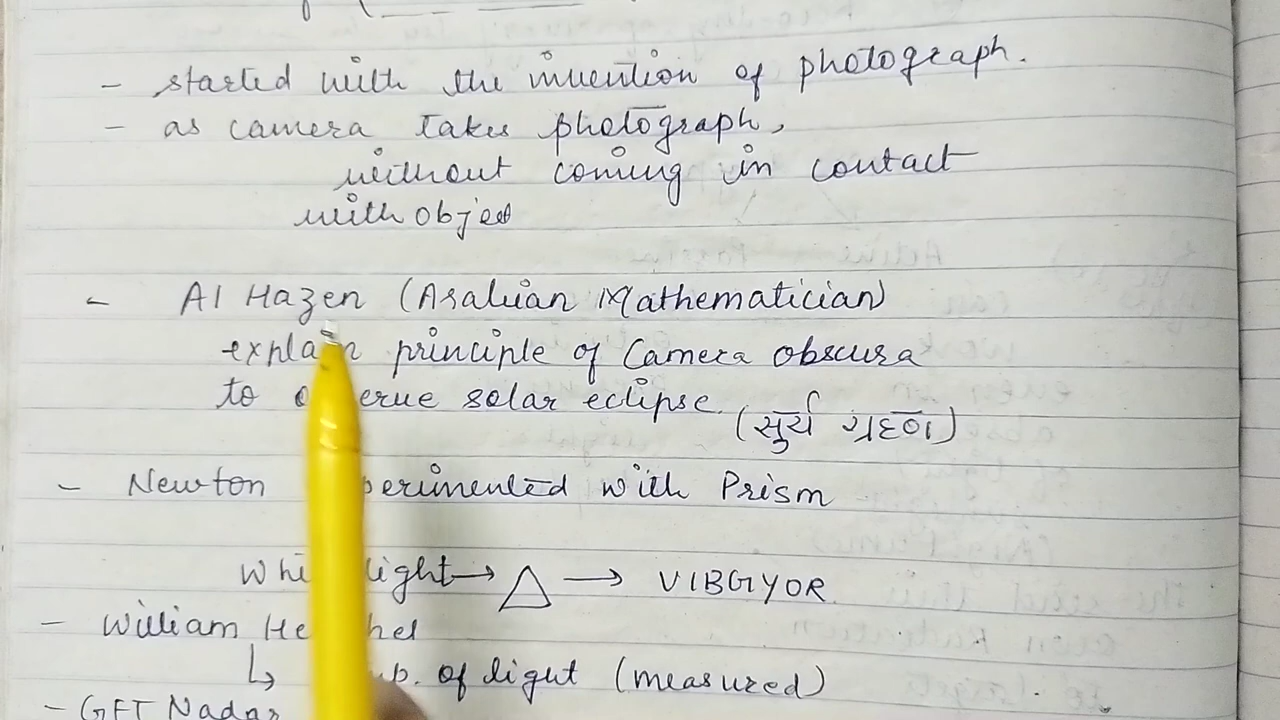 - started with the invention of photograph.
- as camera takes photograph,
without coming in contact
with object
- Al Hazen (Arabian Mathematician)
explain principle of Camera obscura
to erve solar eclipse. (सुर्य ग्रहण)
- Newton perimented with Prism
Whi light → △ → VIBGYOR
- William He hel
↳ of light (measured)
- GFT Nadar